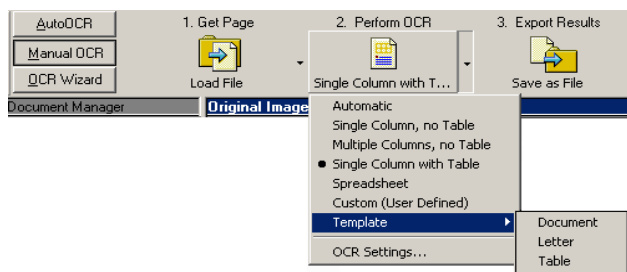 AutoOCR
Manual OCR
OCR Wizard
1. Get Page
Load File
2. Perform OCR
Single Column with T...
3. Export Results
Save as File
Document Manager
Original Image
Automatic
Single Column, no Table
Multiple Columns, no Table
Single Column with Table
Spreadsheet
Custom (User Defined)
Template
OCR Settings...
Document
Letter
Table